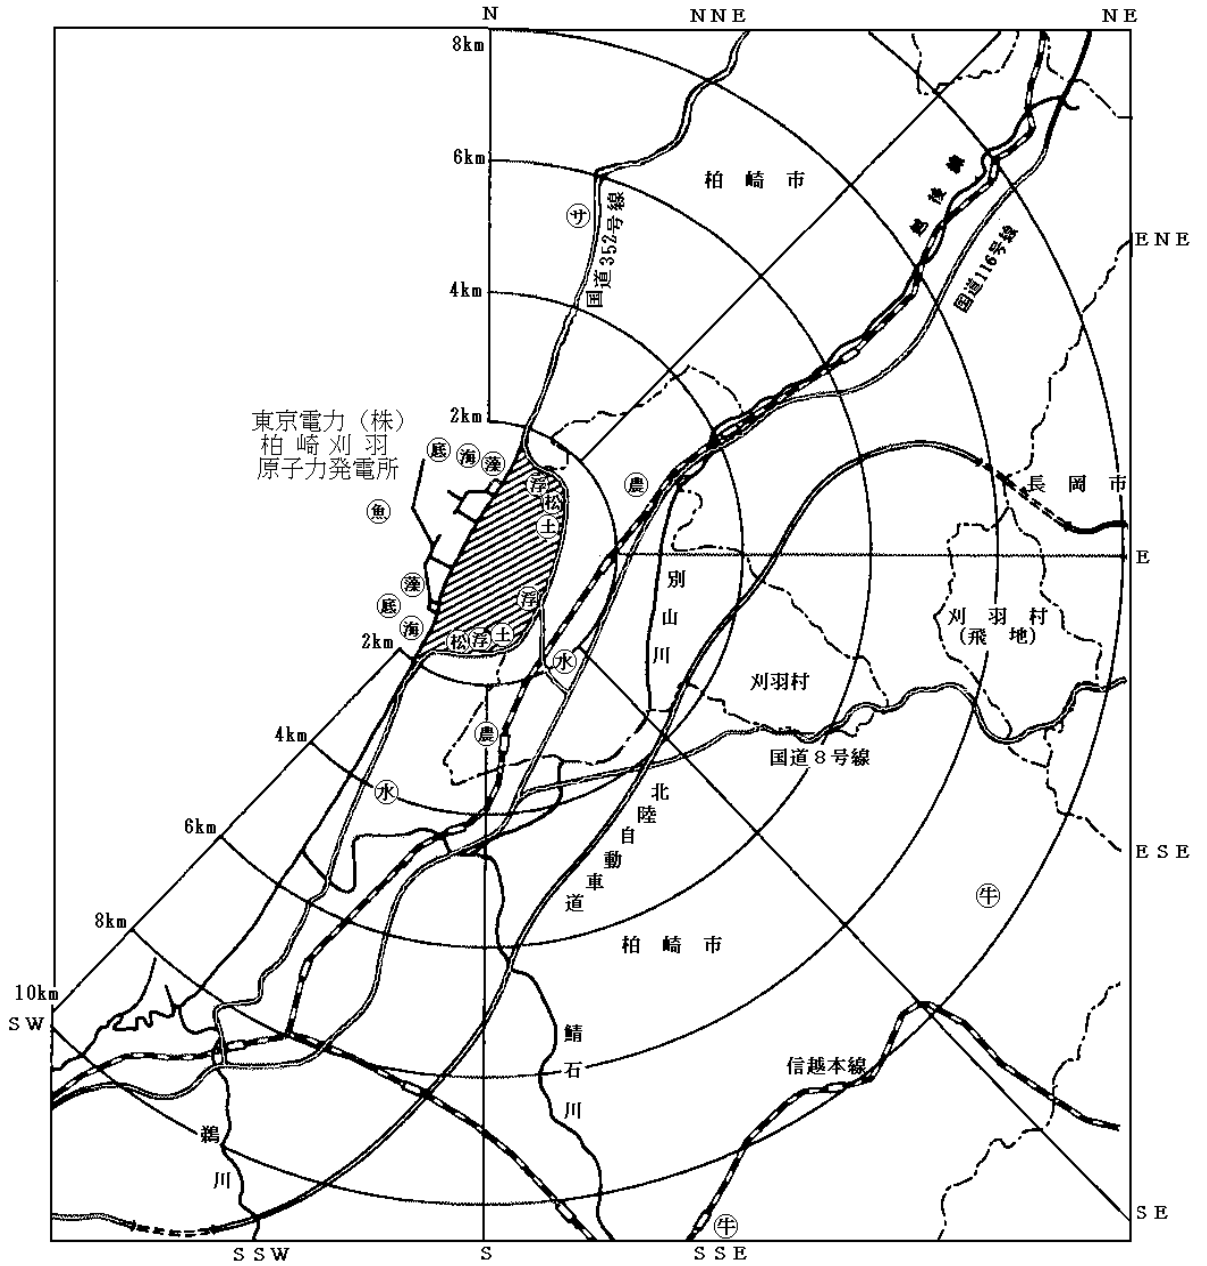 N
NNE
NE
8km
6km
柏崎市
サ
国道352号線
越後線
国道116号線
ENE
4km
2km
東京電力(株)
柏崎刈羽
原子力発電所
底
海
藻
魚
浮
松
土
農
長岡市
E
別山川
藻
底
海
浮
松
浮
土
水
2km
刈羽村
(飛地)
刈羽村
農
4km
国道8号線
水
北陸自動車道
6km
ESE
牛
8km
柏崎市
10km
SW
鯖石川
信越本線
鵜川
牛
SE
SSW
S
SSE